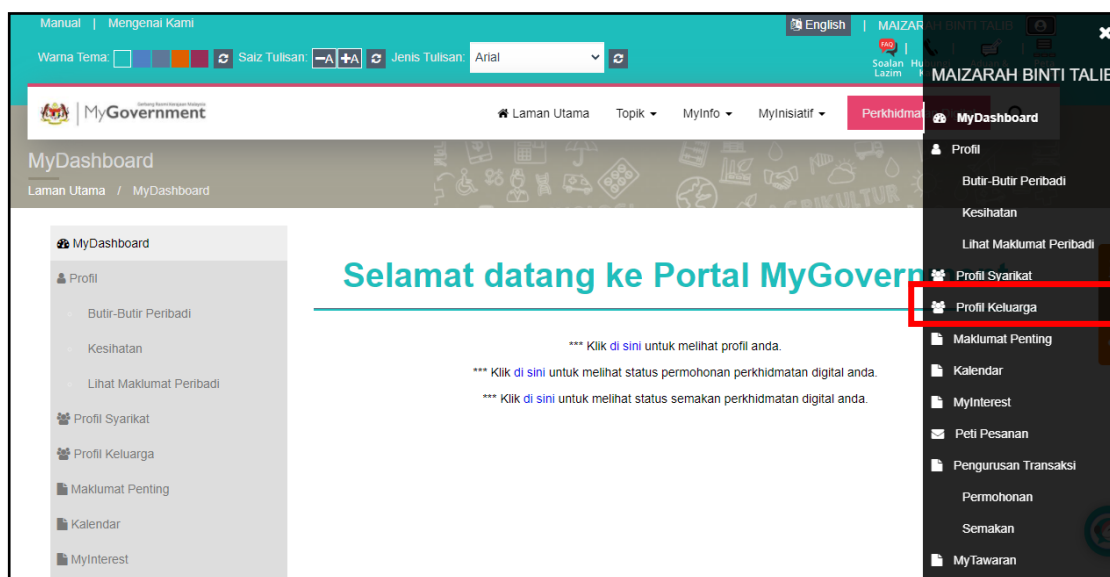 Manual | Mengenai Kami
English | MAIZARAH BINTI TALIB
Warna Tema: Saiz Tulisan: -A +A Jenis Tulisan: Arial
FAQ
Soalan
Lazim
MyGovernment
Laman Utama Topik MyInfo MyInisiatif Perkhidmat
MyDashboard
Laman Utama / MyDashboard
AGRIKULTUR
MyDashboard
Profil
Butir-Butir Peribadi
Kesihatan
Lihat Maklumat Peribadi
Profil Syarikat
Profil Keluarga
Maklumat Penting
Kalendar
MyInterest
Selamat datang ke Portal MyGovern
*** Klik di sini untuk melihat profil anda.
*** Klik di sini untuk melihat status permohonan perkhidmatan digital anda.
*** Klik di sini untuk melihat status semakan perkhidmatan digital anda.
MAIZARAH BINTI TALIB
MyDashboard
Profil
Butir-Butir Peribadi
Kesihatan
Lihat Maklumat Peribadi
Profil Syarikat
Profil Keluarga
Maklumat Penting
Kalendar
MyInterest
Peti Pesanan
Pengurusan Transaksi
Permohonan
Semakan
MyTawaran